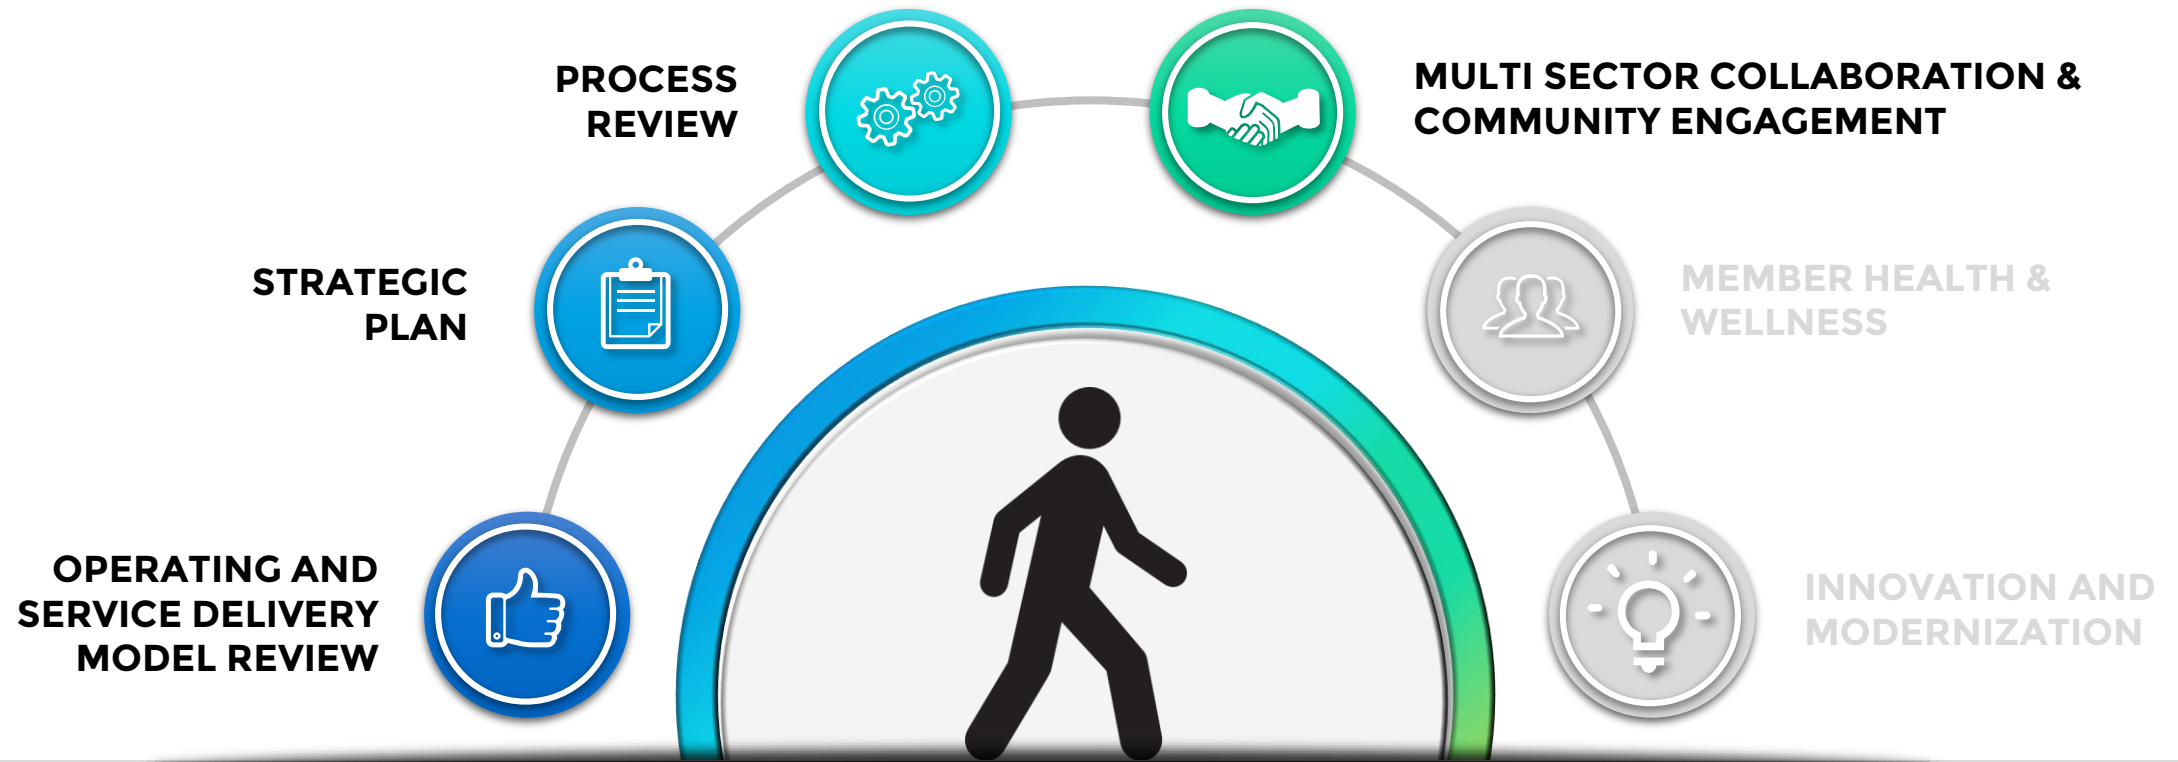 PROCESS
REVIEW
MULTI SECTOR COLLABORATION &
COMMUNITY ENGAGEMENT
STRATEGIC
PLAN
MEMBER HEALTH &
WELLNESS
OPERATING AND
SERVICE DELIVERY
MODEL REVIEW
INNOVATION AND
MODERNIZATION